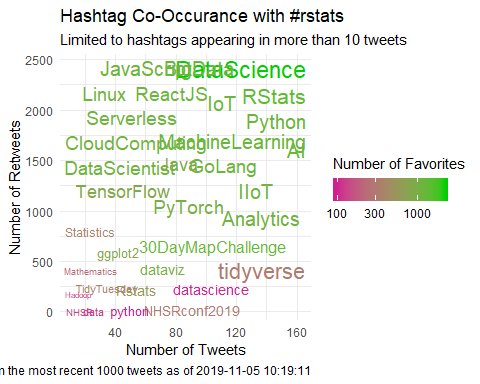 Hashtag Co-Occurance with #rstats
Limited to hashtags appearing in more than 10 tweets
2500
2000
1500
1000
500
0
Number of Retweets
JavaScript BigData DataScience
Linux ReactJS IoT RStats
Serverless Python
CloudComputing MachineLearning
AI
DataScientist Java GoLang
TensorFlow IIoT
PyTorch
Analytics
Statistics
ggplot2 30DayMapChallenge
Mathematics dataviz tidyverse
Hadoop TidyTuesday Rstats datascience
NHSR data python NHSRconf2019
40 80 120 160
Number of Tweets
Number of Favorites
100 300 1000
the most recent 1000 tweets as of 2019-11-05 10:19:11